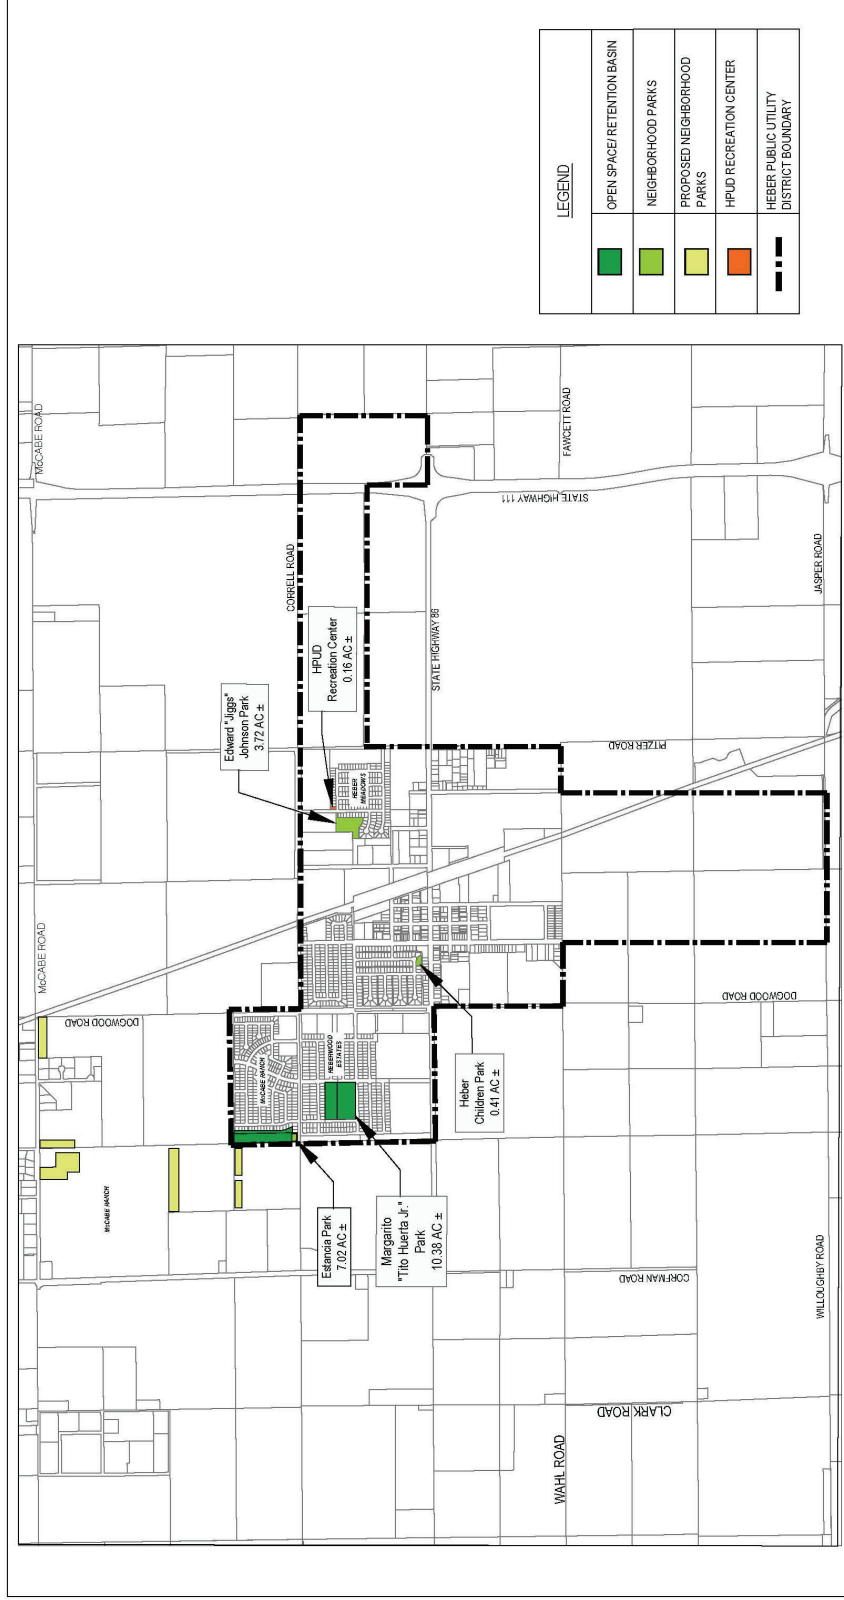 LEGEND
OPEN SPACE/ RETENTION BASIN
NEIGHBORHOOD PARKS
PROPOSED NEIGHBORHOOD
PARKS
HPUD RECREATION CENTER
HEBER PUBLIC UTILITY
DISTRICT BOUNDARY
McCABE ROAD
McCABE ROAD
CORRELL ROAD
FAWCETT ROAD
STATE HIGHWAY 111
JASPER ROAD
STATE HIGHWAY 86
PITZER ROAD
HPUD
Recreation Center
0.16 AC ±
Edward "Jiggs"
Johnson Park
3.72 AC ±
HEBER
MEADOWS
DOGWOOD ROAD
DOGWOOD ROAD
McCABE RANCH
HEBERWOOD
ESTATES
Heber
Children Park
0.41 AC ±
McCABE RANCH
Estancia Park
7.02 AC ±
Margarito
"Tito Huerta Jr."
Park
10.38 AC ±
CORFMAN ROAD
WILLOUGHBY ROAD
CLARK ROAD
WAHL ROAD